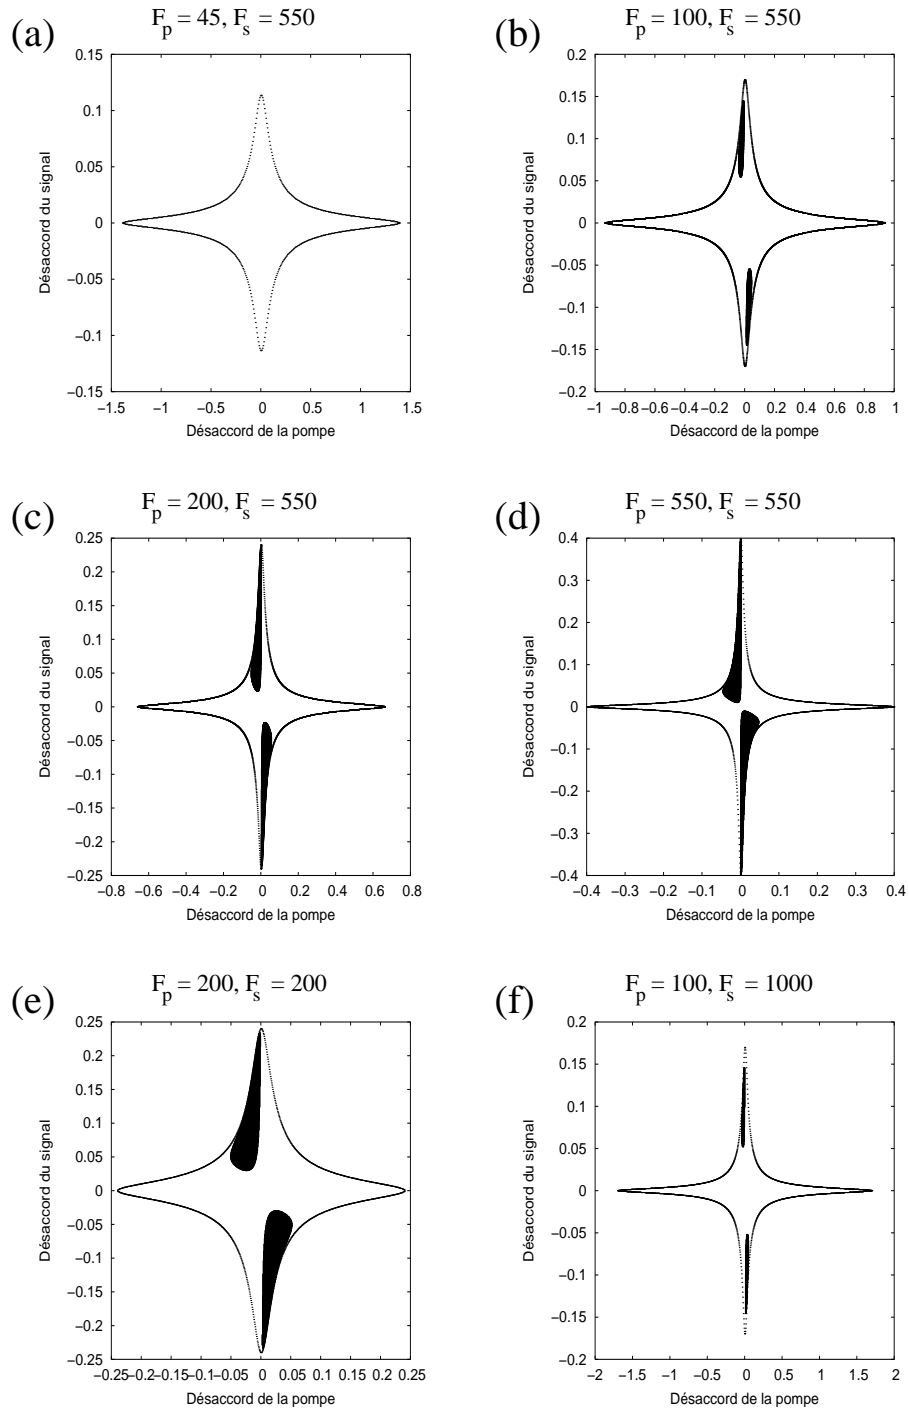 (a)
F_p = 45, F_s = 550
0.15
0.1
0.05
0
−0.05
−0.1
−0.15
−1.5 −1 −0.5 0 0.5 1 1.5
Désaccord du signal
Désaccord de la pompe
(b)
F_p = 100, F_s = 550
0.2
0.15
0.1
0.05
0
−0.05
−0.1
−0.15
−0.2
−1 −0.8 −0.6 −0.4 −0.2 0 0.2 0.4 0.6 0.8 1
Désaccord du signal
Désaccord de la pompe
(c)
F_p = 200, F_s = 550
0.25
0.2
0.15
0.1
0.05
0
−0.05
−0.1
−0.15
−0.2
−0.25
−0.8 −0.6 −0.4 −0.2 0 0.2 0.4 0.6 0.8
Désaccord du signal
Désaccord de la pompe
(d)
F_p = 550, F_s = 550
0.4
0.3
0.2
0.1
0
−0.1
−0.2
−0.3
−0.4
−0.4 −0.3 −0.2 −0.1 0 0.1 0.2 0.3 0.4
Désaccord du signal
Désaccord de la pompe
(e)
F_p = 200, F_s = 200
0.25
0.2
0.15
0.1
0.05
0
−0.05
−0.1
−0.15
−0.2
−0.25
−0.25 −0.2 −0.15 −0.1 −0.05 0 0.05 0.1 0.15 0.2 0.25
Désaccord du signal
Désaccord de la pompe
(f)
F_p = 100, F_s = 1000
0.2
0.15
0.1
0.05
0
−0.05
−0.1
−0.15
−0.2
−2 −1.5 −1 −0.5 0 0.5 1 1.5 2
Désaccord du signal
Désaccord de la pompe